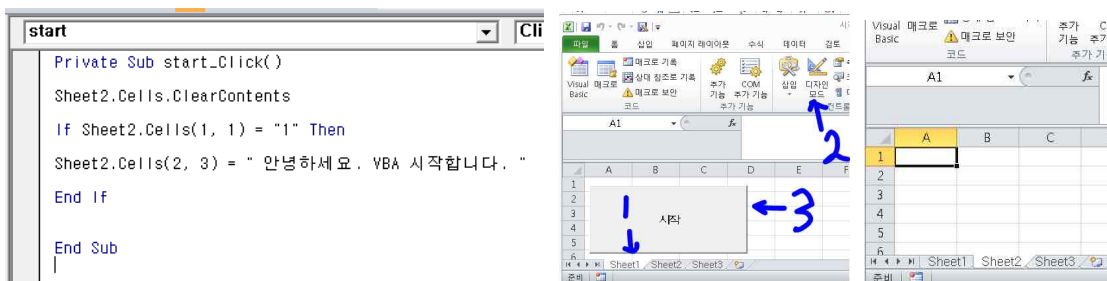 start
Cli
Private Sub start_Click()
Sheet2.Cells.ClearContents
If Sheet2.Cells(1, 1) = "1" Then
Sheet2.Cells(2, 3) = " 안녕하세요. VBA 시작합니다. "
End If
End Sub
파일 홈 삽입 페이지 레이아웃 수식 데이터 검토
매크로 기록
상대 참조로 기록
매크로 보안
Visual Basic
매크로
코드
추가 기능
COM 추가 기능
추가 기능
삽입
디자인 모드
컨트롤
A1
fx
A B C D E F
1
2
3
4
5
6
시작
1
2
3
Sheet1 Sheet2 Sheet3
준비
Visual Basic
매크로
매크로 보안
코드
추가 기능
A1
fx
A B C
1
2
3
4
5
6
Sheet1 Sheet2 Sheet3
준비